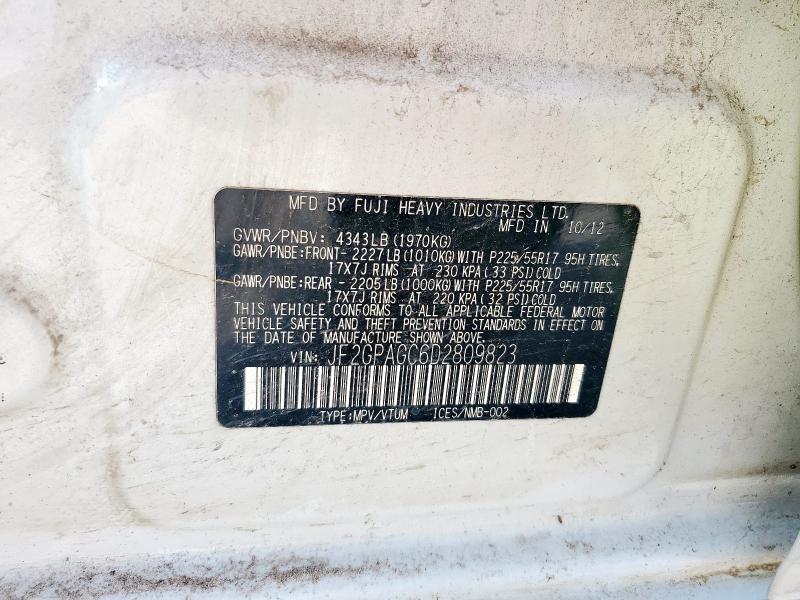 MFD BY FUJI HEAVY INDUSTRIES LTD.
MFD IN 10/12
GVWR/PNBV: 4343LB (1970KG)
GAWR/PNBE:FRONT- 2227LB (1010KG) WITH P225/55R17 95H TIRES,
17X7J RIMS AT 230 KPA (33 PSI) COLD
GAWR/PNBE:REAR - 2205LB (1000KG) WITH P225/55R17 95H TIRES,
17X7J RIMS AT 220 KPA (32 PSI) COLD
THIS VEHICLE CONFORMS TO ALL APPLICABLE FEDERAL MOTOR
VEHICLE SAFETY AND THEFT PREVENTION STANDARDS IN EFFECT ON
THE DATE OF MANUFACTURE SHOWN ABOVE.
VIN: JF2GPAGC6D2809823
TYPE:MPV/VTUM ICES/NMB-002